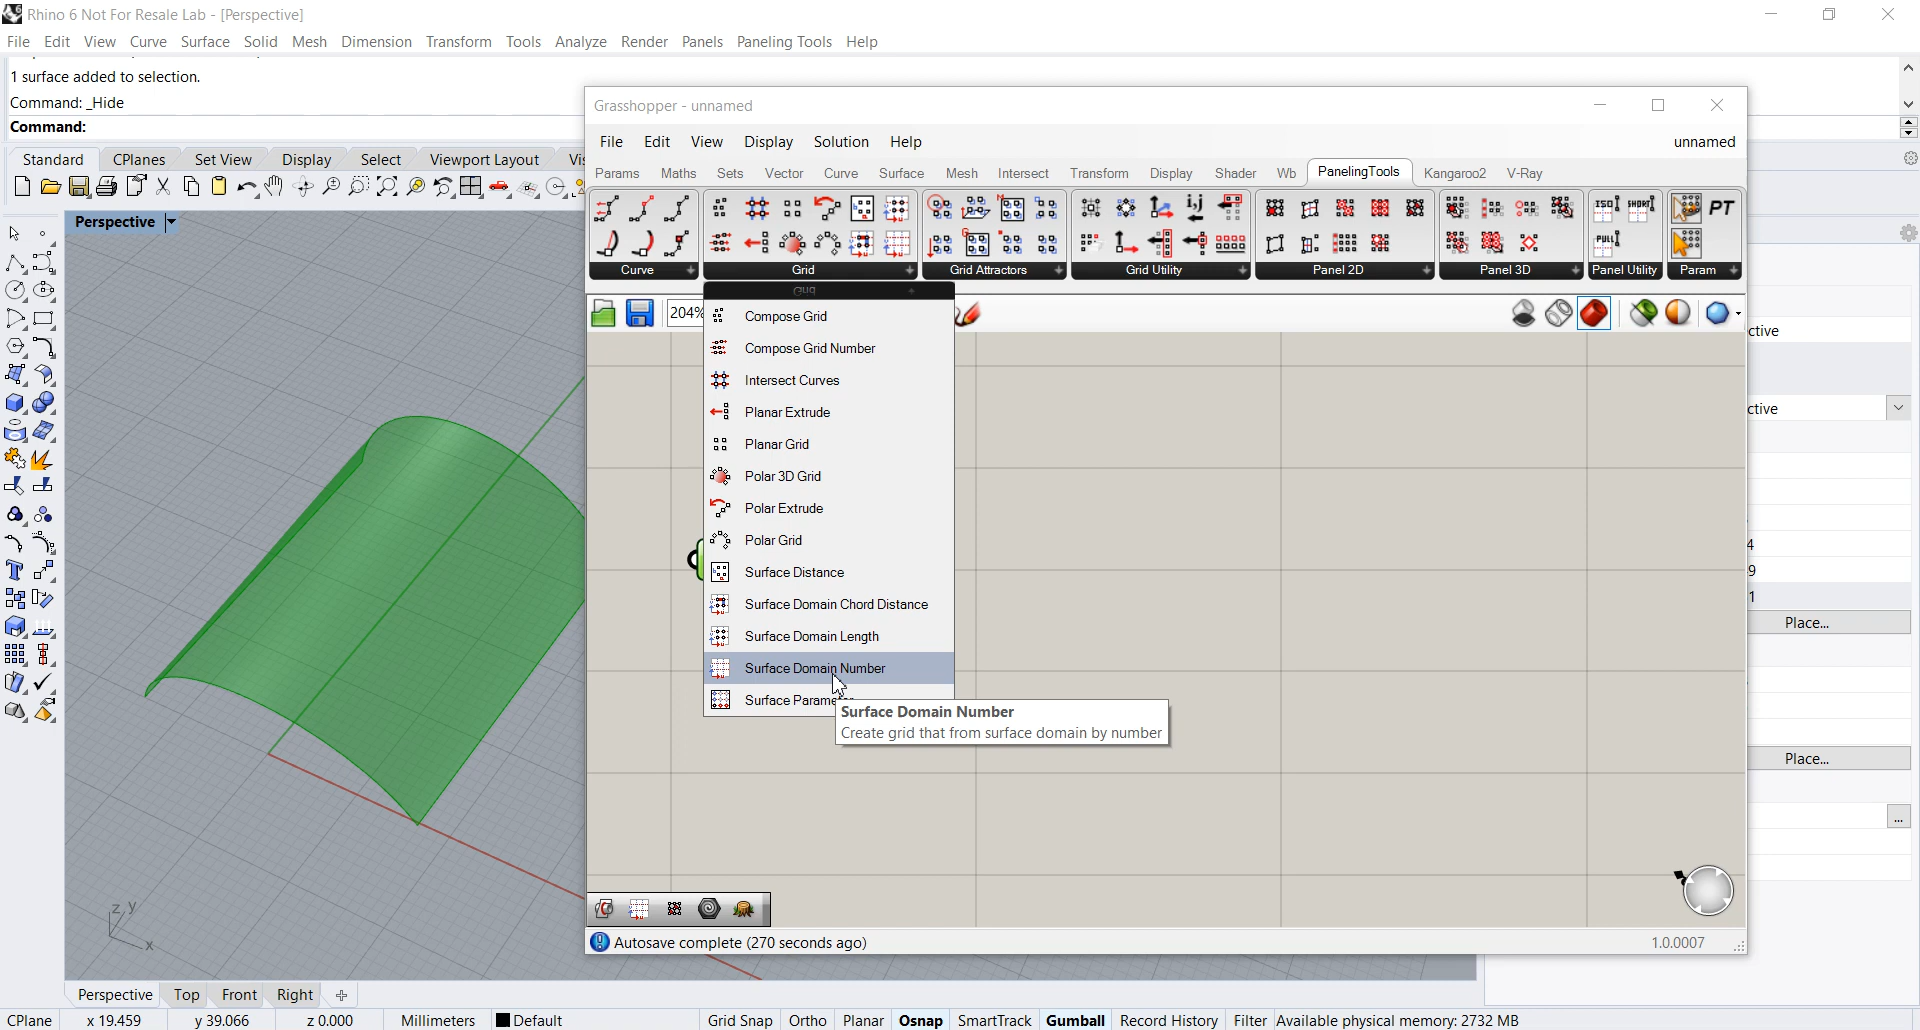 Rhino 6 Not For Resale Lab - [Perspective]
File Edit View Curve Surface Solid Mesh Dimension Transform Tools Analyze Render Panels Paneling Tools Help
1 surface added to selection.
Command: _Hide
Command:
Standard CPlanes Set View Display Select Viewport Layout
Perspective
Grasshopper - unnamed
File Edit View Display Solution Help unnamed
Params Maths Sets Vector Curve Surface Mesh Intersect Transform Display Shader Wb PanelingTools Kangaroo2 V-Ray
ISO SHORT PT
PULL
Curve Grid Grid Attractors Grid Utility Panel 2D Panel 3D Panel Utility Param
Grid
204%
Compose Grid
Compose Grid Number
Intersect Curves
Planar Extrude
Planar Grid
Polar 3D Grid
Polar Extrude
Polar Grid
Surface Distance
Surface Domain Chord Distance
Surface Domain Length
Surface Domain Number
Surface Domain Number
Create grid that from surface domain by number
ctive
ctive
4
9
1
Place...
Place...
...
z y
x
Autosave complete (270 seconds ago) 1.0.0007
Perspective Top Front Right
CPlane x 19.459 y 39.066 z 0.000 Millimeters Default Grid Snap Ortho Planar Osnap SmartTrack Gumball Record History Filter Available physical memory: 2732 MB